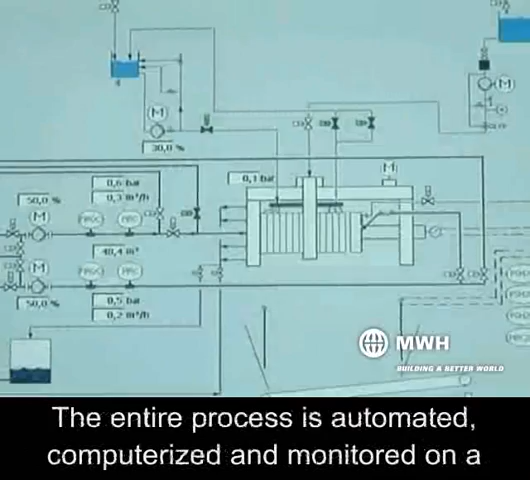 M
M
30,0 %
0,1 bar
M
0,6 bar
0,3 m³/h
50,0 %
M
48,4 m³
M
50,0 %
0,5 bar
0,2 m³/h
MWH
BUILDING A BETTER WORLD
The entire process is automated,
computerized and monitored on a